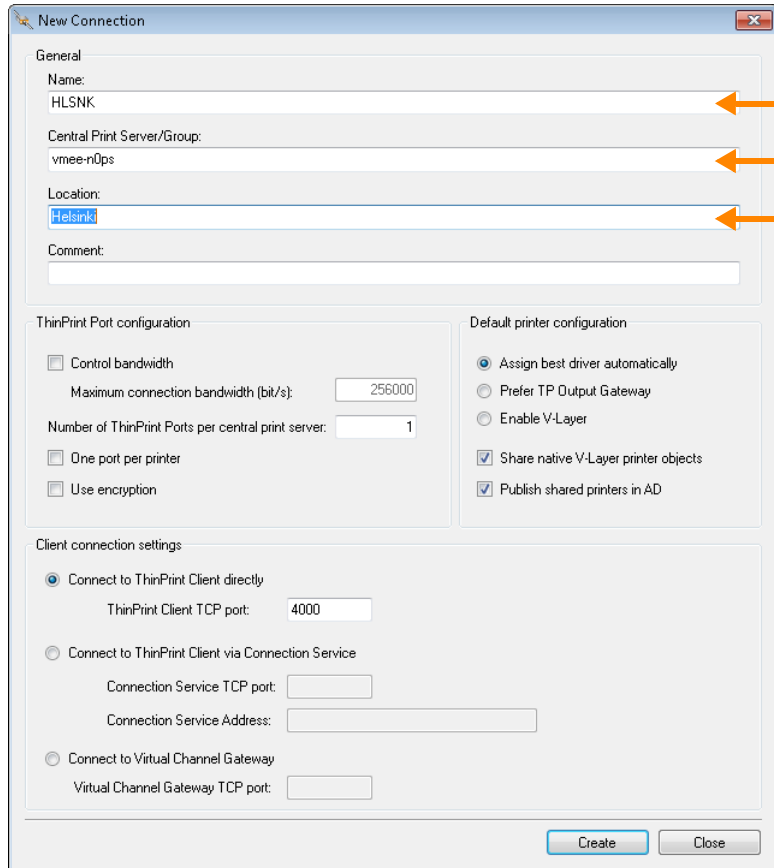 New Connection
General
Name:
HLSNK
Central Print Server/Group:
vmee-n0ps
Location:
Helsinki
Comment:
ThinPrint Port configuration
Control bandwidth
Maximum connection bandwidth (bit/s): 256000
Number of ThinPrint Ports per central print server: 1
One port per printer
Use encryption
Default printer configuration
Assign best driver automatically
Prefer TP Output Gateway
Enable V-Layer
Share native V-Layer printer objects
Publish shared printers in AD
Client connection settings
Connect to ThinPrint Client directly
ThinPrint Client TCP port: 4000
Connect to ThinPrint Client via Connection Service
Connection Service TCP port:
Connection Service Address:
Connect to Virtual Channel Gateway
Virtual Channel Gateway TCP port:
Create Close